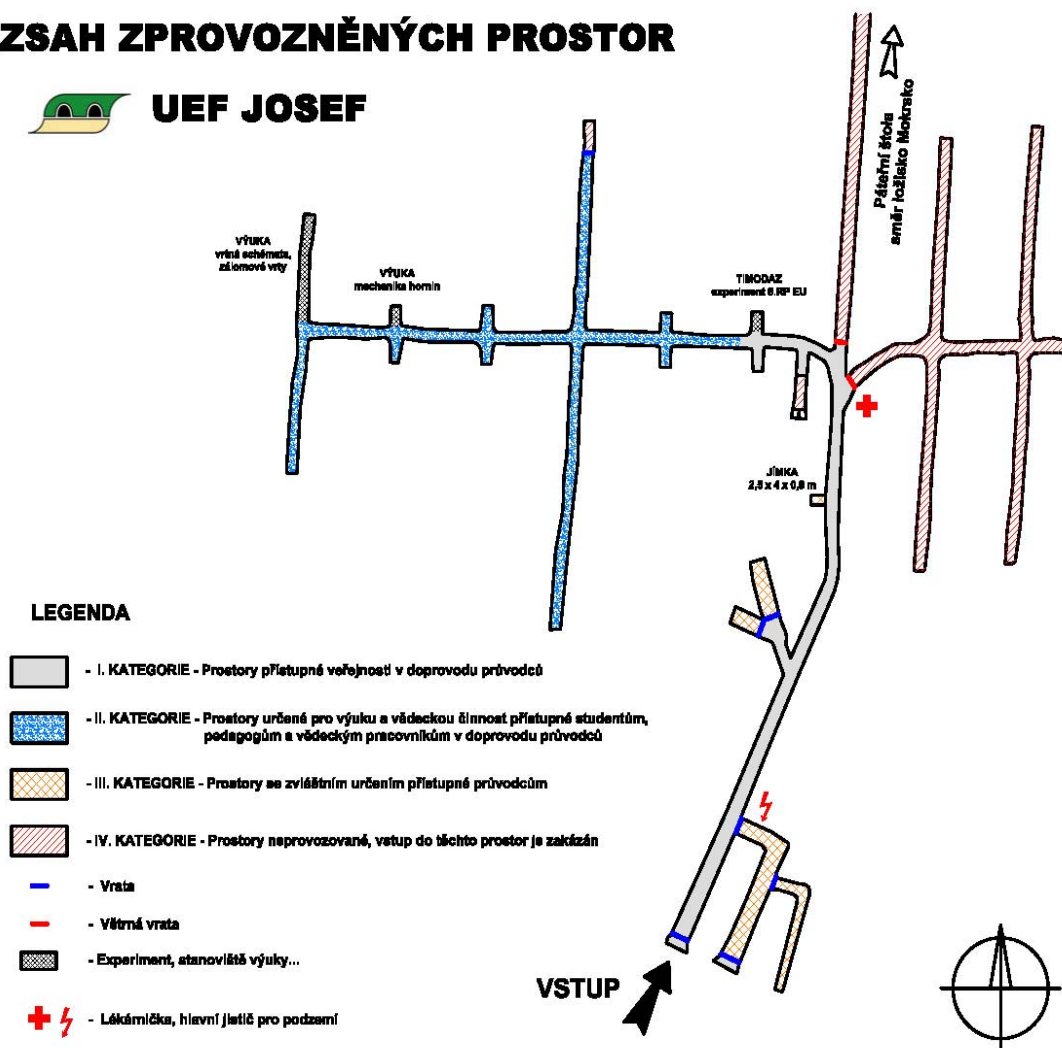 ZSAH ZPROVOZNĚNÝCH PROSTOR
UEF JOSEF
Páteřní štola
směr ložisko Mokrsko
VÝUKA
vrtná schémata,
zálomové vrty
VÝUKA
mechanika hornin
TIMODAZ
experiment 6.RP EU
JÍMKA
2,5 x 4 x 0,8 m
LEGENDA
- I. KATEGORIE - Prostory přístupné veřejnosti v doprovodu průvodců
- II. KATEGORIE - Prostory určené pro výuku a vědeckou činnost přístupné studentům,
pedagogům a vědeckým pracovníkům v doprovodu průvodců
- III. KATEGORIE - Prostory se zvláštním určením přístupné průvodcům
- IV. KATEGORIE - Prostory neprovozované, vstup do těchto prostor je zakázán
- Vrata
- Větrná vrata
- Experiment, stanoviště výuky...
- Lékárnička, hlavní jistič pro podzemí
VSTUP